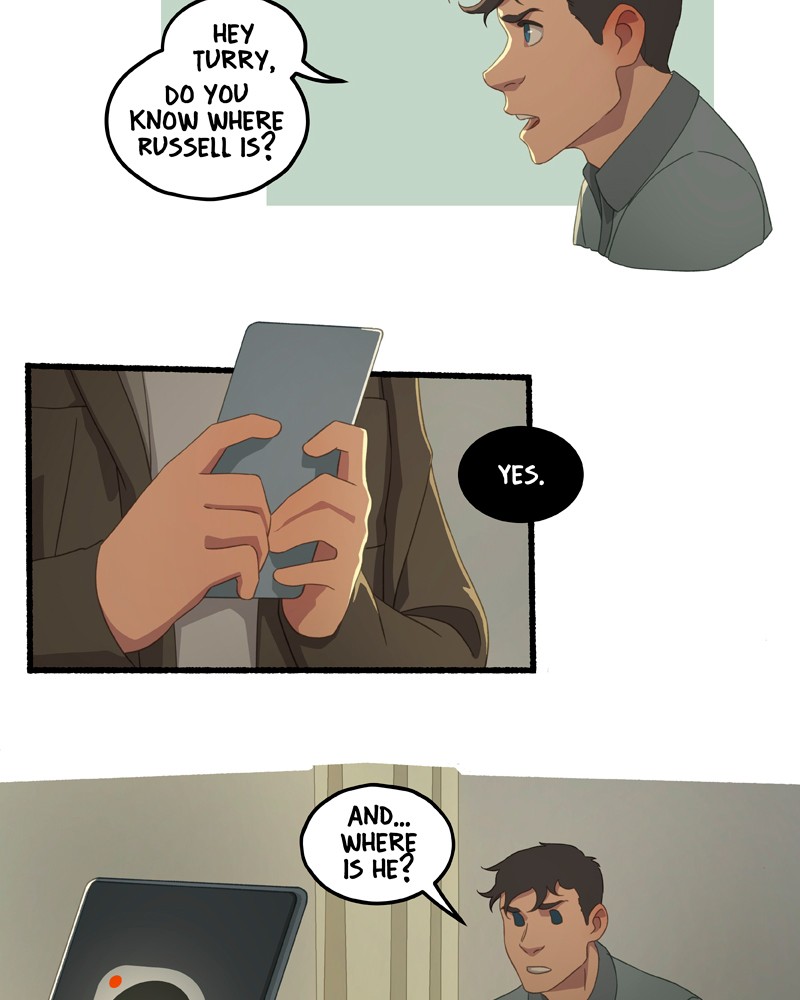 HEY
TURRY,
DO YOU
KNOW WHERE
RUSSELL IS?
YES.
AND...
WHERE
IS HE?